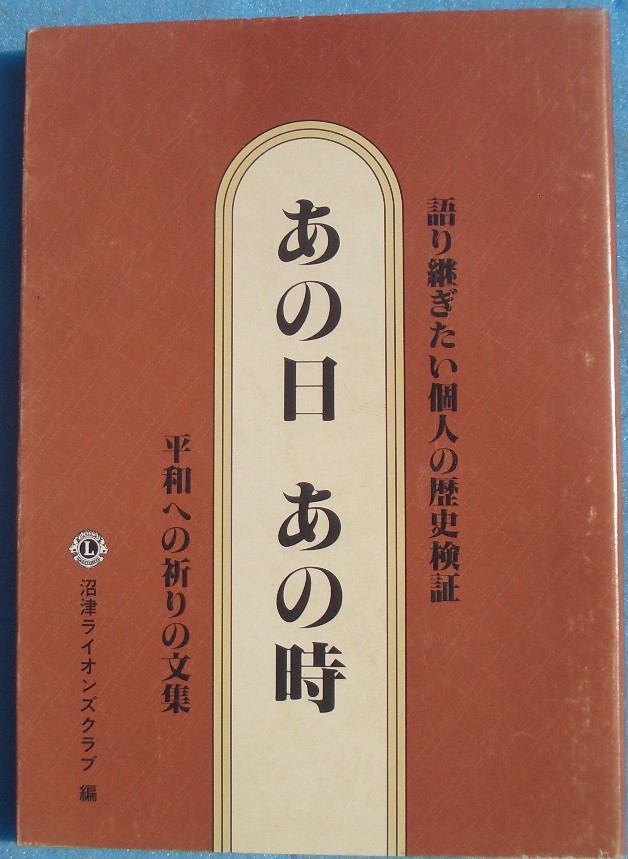 語り継ぎたい個人の歴史検証
あの日 あの時
平和への祈りの文集
L
沼津ライオンズクラブ 編